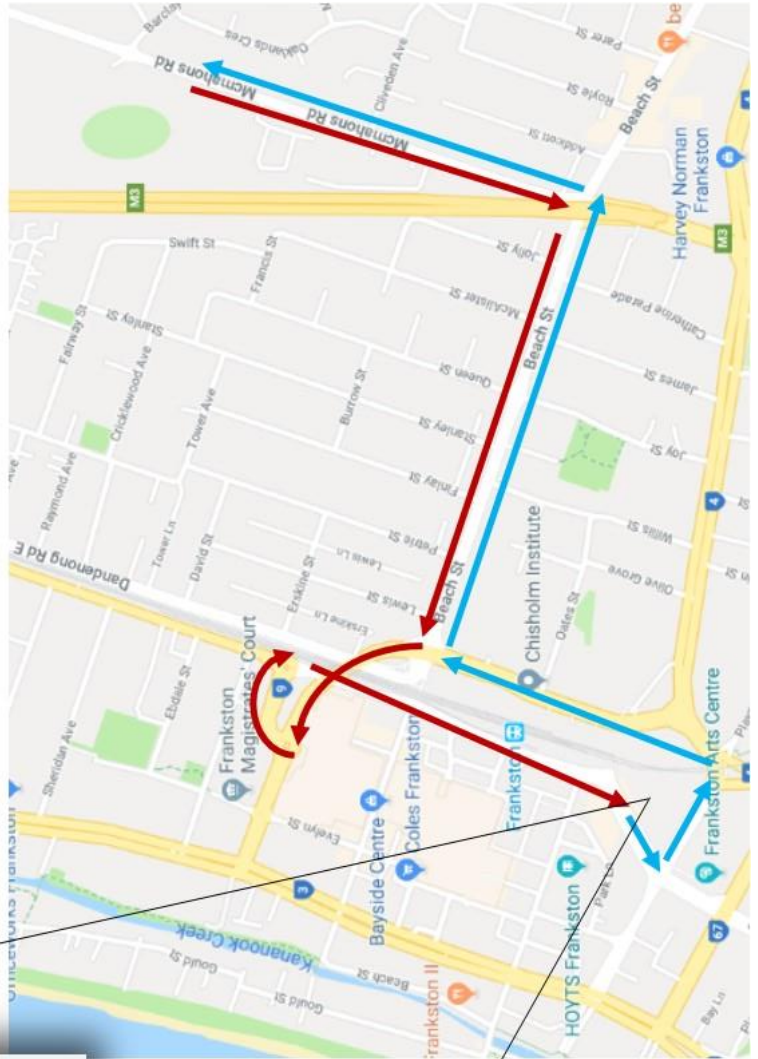 Barclay
Oaklands Cres
Parer St
be
Mcmahons Rd
Cliveden Ave
Royle St
Beach St
Mcmahons Rd
Addicott St
M3
Harvey Norman
Frankston
M3
Swift St
Jolly St
Francis St
McAlister St
Catherine Parade
Fairway St
Stanley St
Beach St
Queen St
James St
Cricklewood Ave
Burrow St
Stanley St
Joy St
Tower Ave
Raymond Ave
Finlay St
4
Ave
Tower Ln
David St
Petrie St
Willis St
St
Dandenong Rd E
Lewis Ln
Olive Grove
Erskine St
Lewis St
Beach St
Chisholm Institute
Oates St
Erskine Ln
Frankston
Magistrates' Court
9
Ebdale St
Sheridan Ave
Frankston
Frankston Arts Centre
Evelyn St
Bayside Centre
Coles Frankston
HOYTS Frankston
Park Ln
3
Kananook Creek
67
Gould St
Beach St
Gould St
Bay Ln